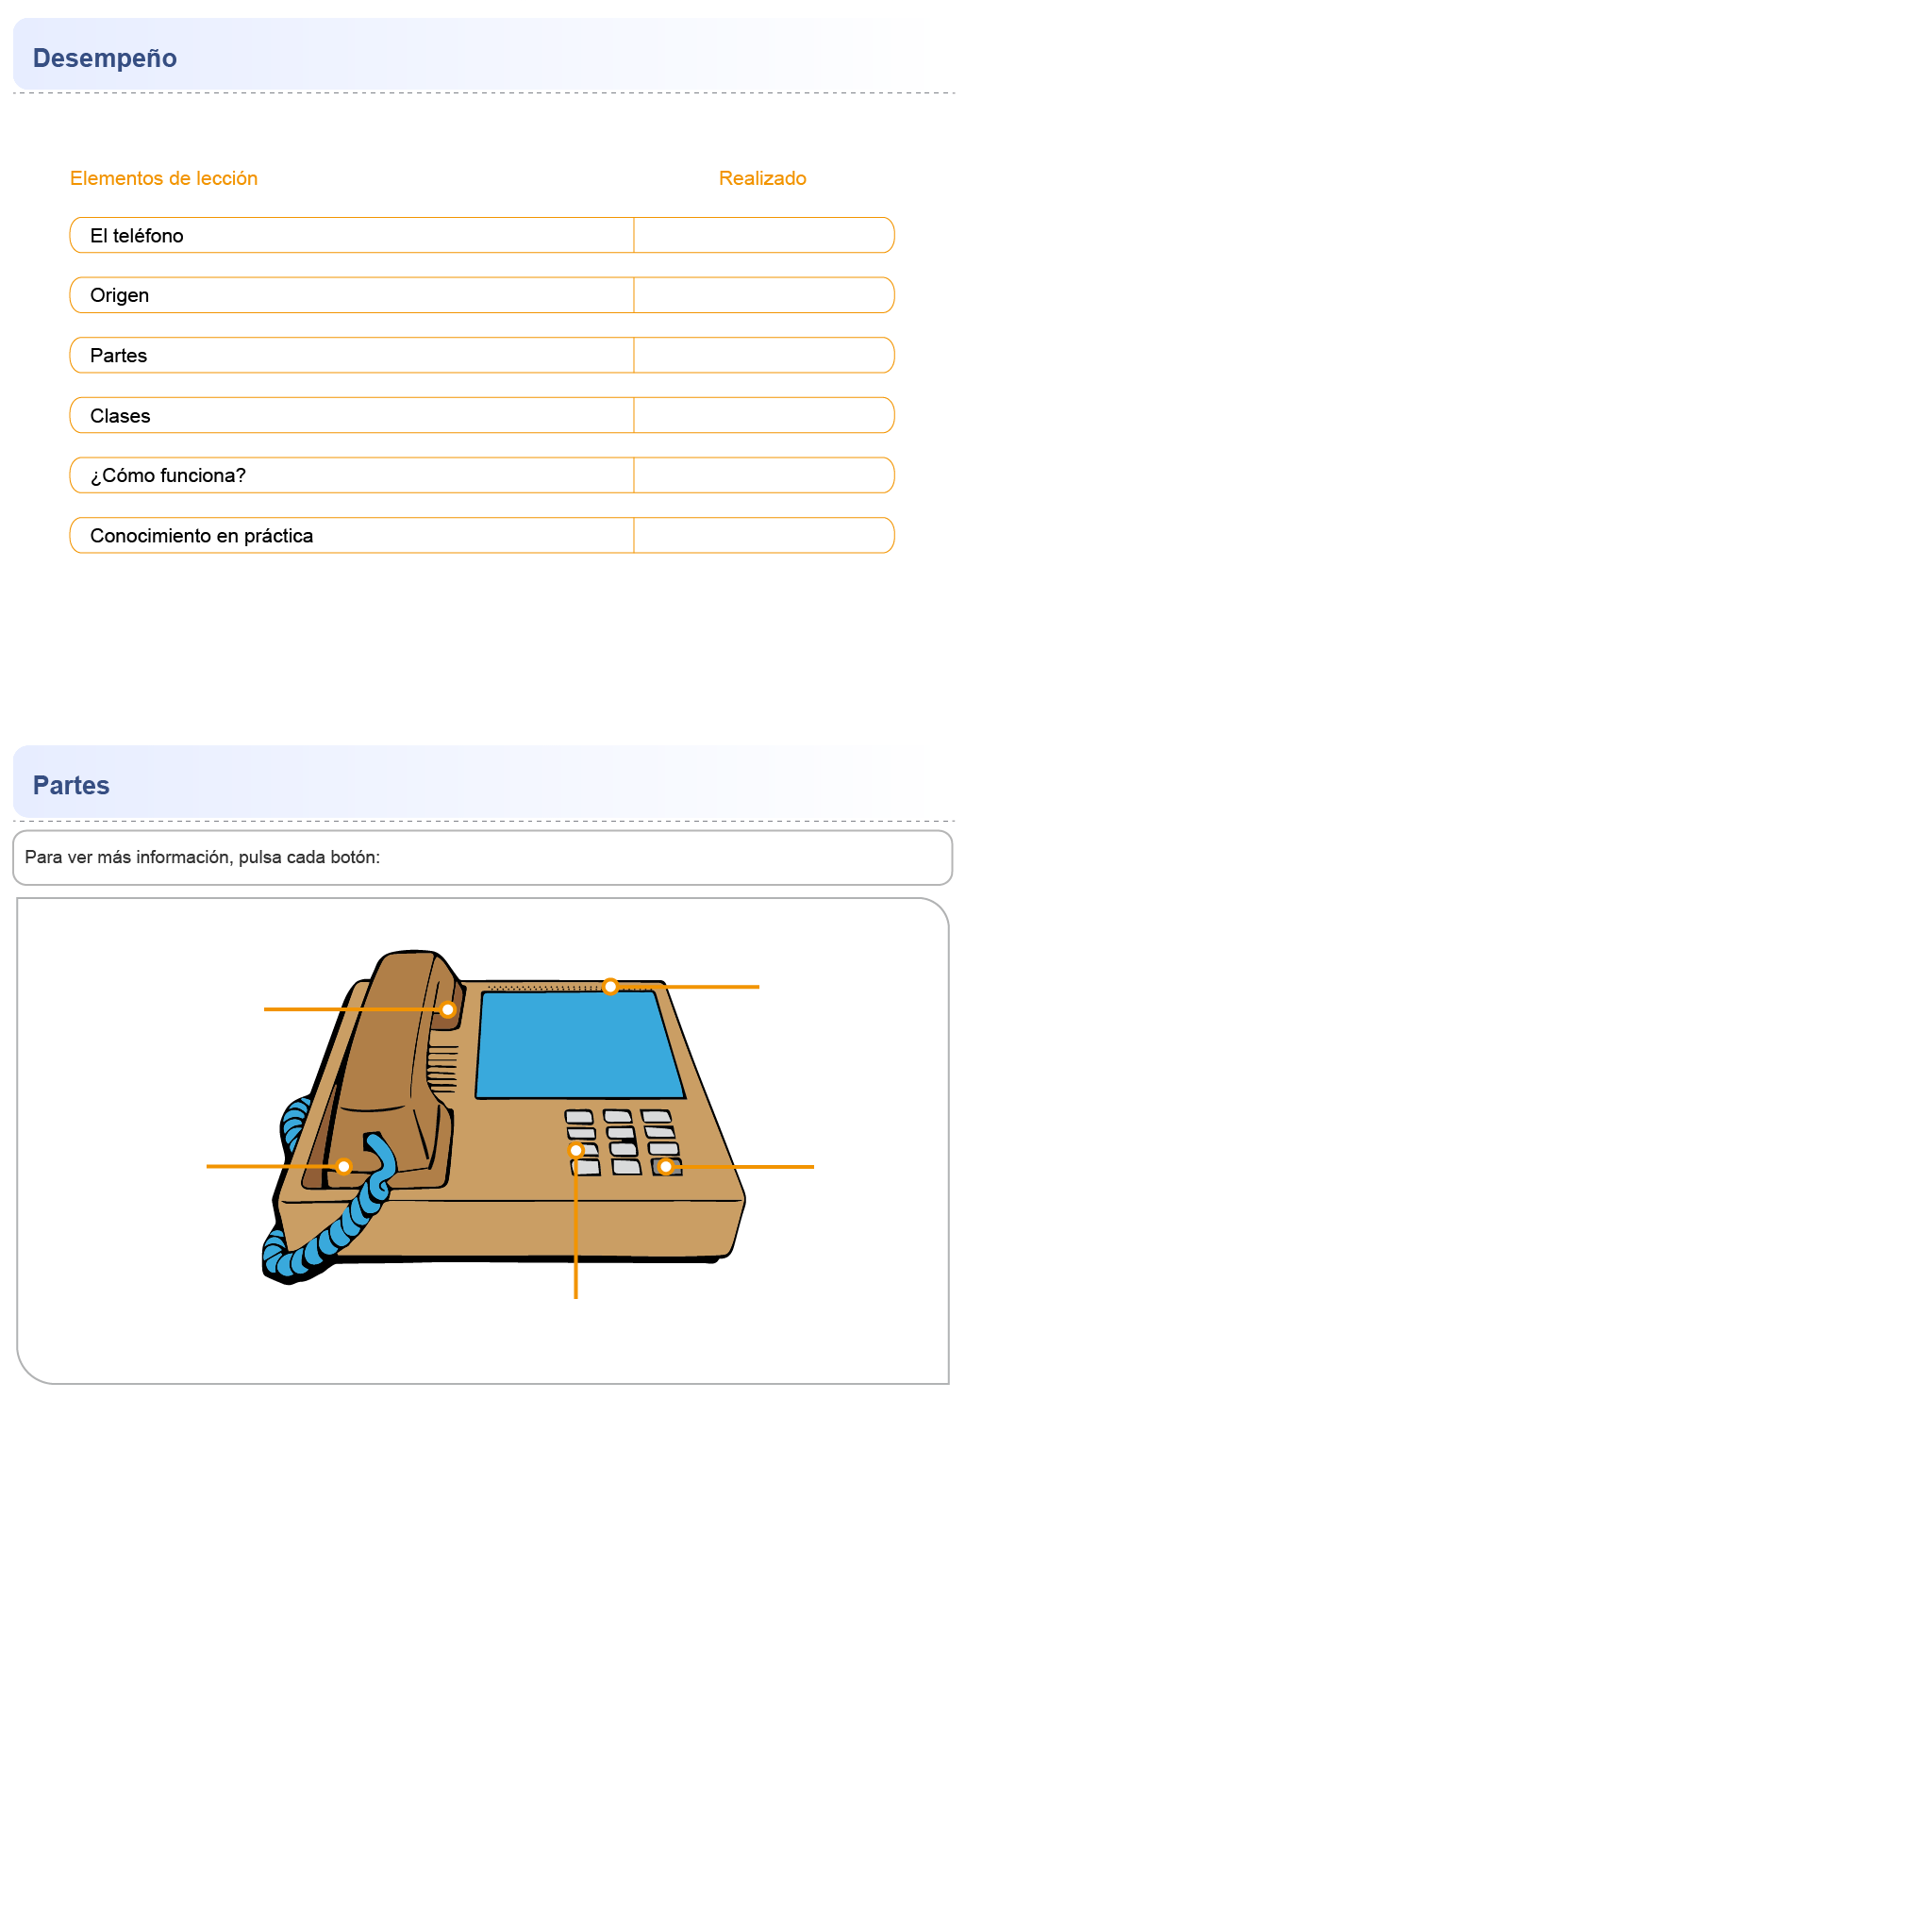 Desempeño
Elementos de lección Realizado
El teléfono
Origen
Partes
Clases
¿Cómo funciona?
Conocimiento en práctica
Partes
Para ver más información, pulsa cada botón: